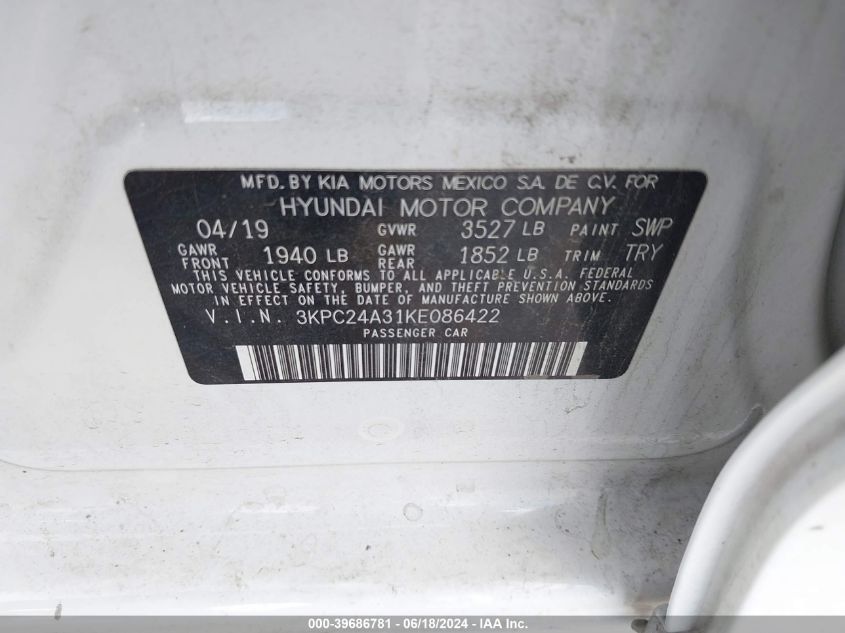 MFD. BY KIA MOTORS MEXICO S.A. DE C.V. FOR
HYUNDAI MOTOR COMPANY
04/19 GVWR 3527 LB PAINT SWP
GAWR FRONT 1940 LB GAWR REAR 1852 LB TRIM TRY
THIS VEHICLE CONFORMS TO ALL APPLICABLE U.S.A. FEDERAL
MOTOR VEHICLE SAFETY, BUMPER, AND THEFT PREVENTION STANDARDS
IN EFFECT ON THE DATE OF MANUFACTURE SHOWN ABOVE.
V.I.N. 3KPC24A31KE086422
PASSENGER CAR
000-39686781 - 06/18/2024 - IAA Inc.